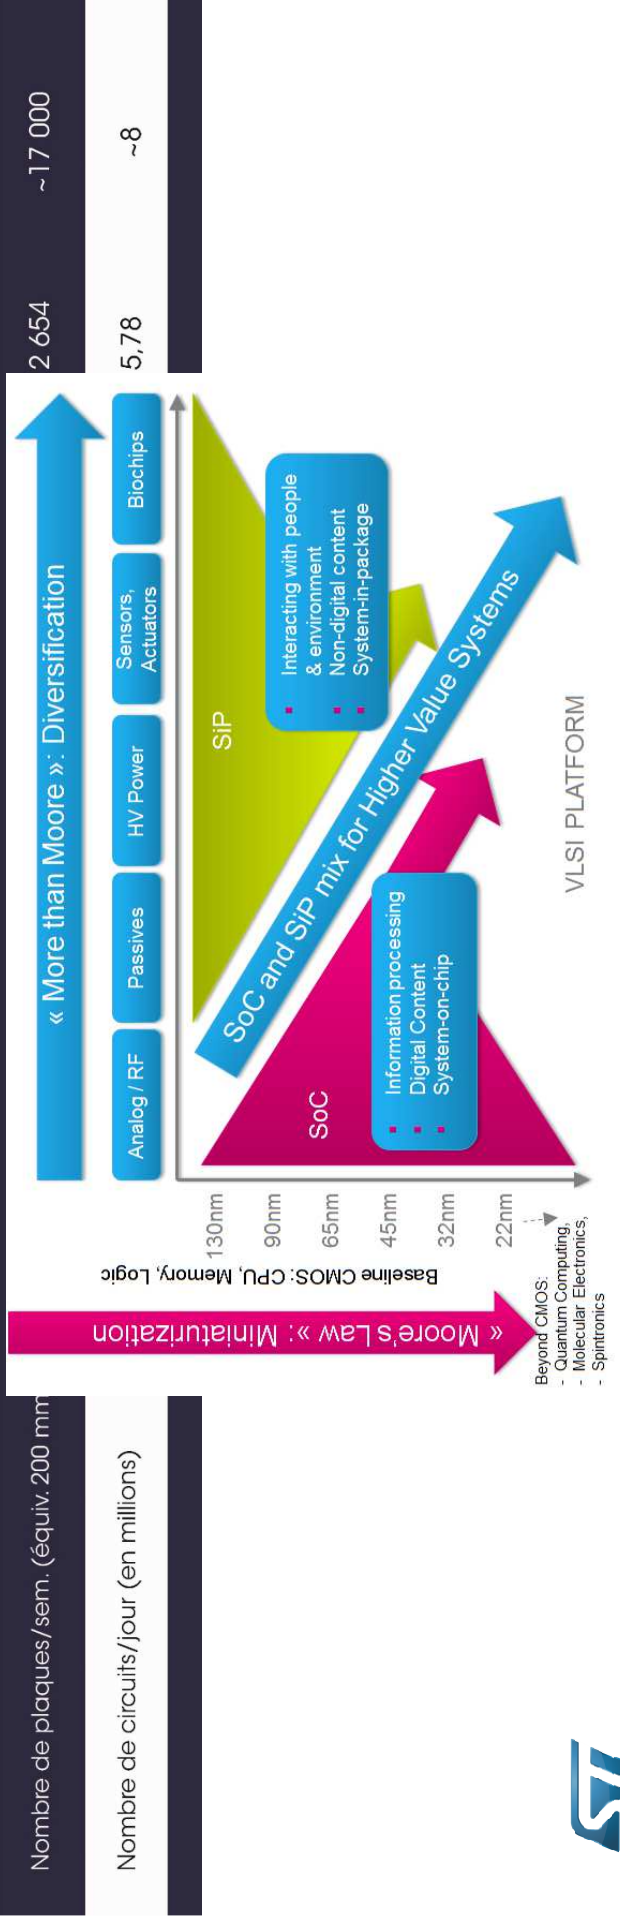 Nombre de plaques/sem. (équiv. 200 mm
2 654
~17 000
Nombre de circuits/jour (en millions)
5,78
~8
« More than Moore » : Diversification
Analog / RF
Passives
HV Power
Sensors,
Actuators
Biochips
« Moore's Law »: Miniaturization
Baseline CMOS: CPU, Memory, Logic
130nm
90nm
65nm
45nm
32nm
22nm
SiP
Interacting with people
& environment
Non-digital content
System-in-package
SoC and SiP mix for Higher Value Systems
SoC
Information processing
Digital Content
System-on-chip
VLSI PLATFORM
Beyond CMOS:
- Quantum Computing,
- Molecular Electronics,
- Spintronics